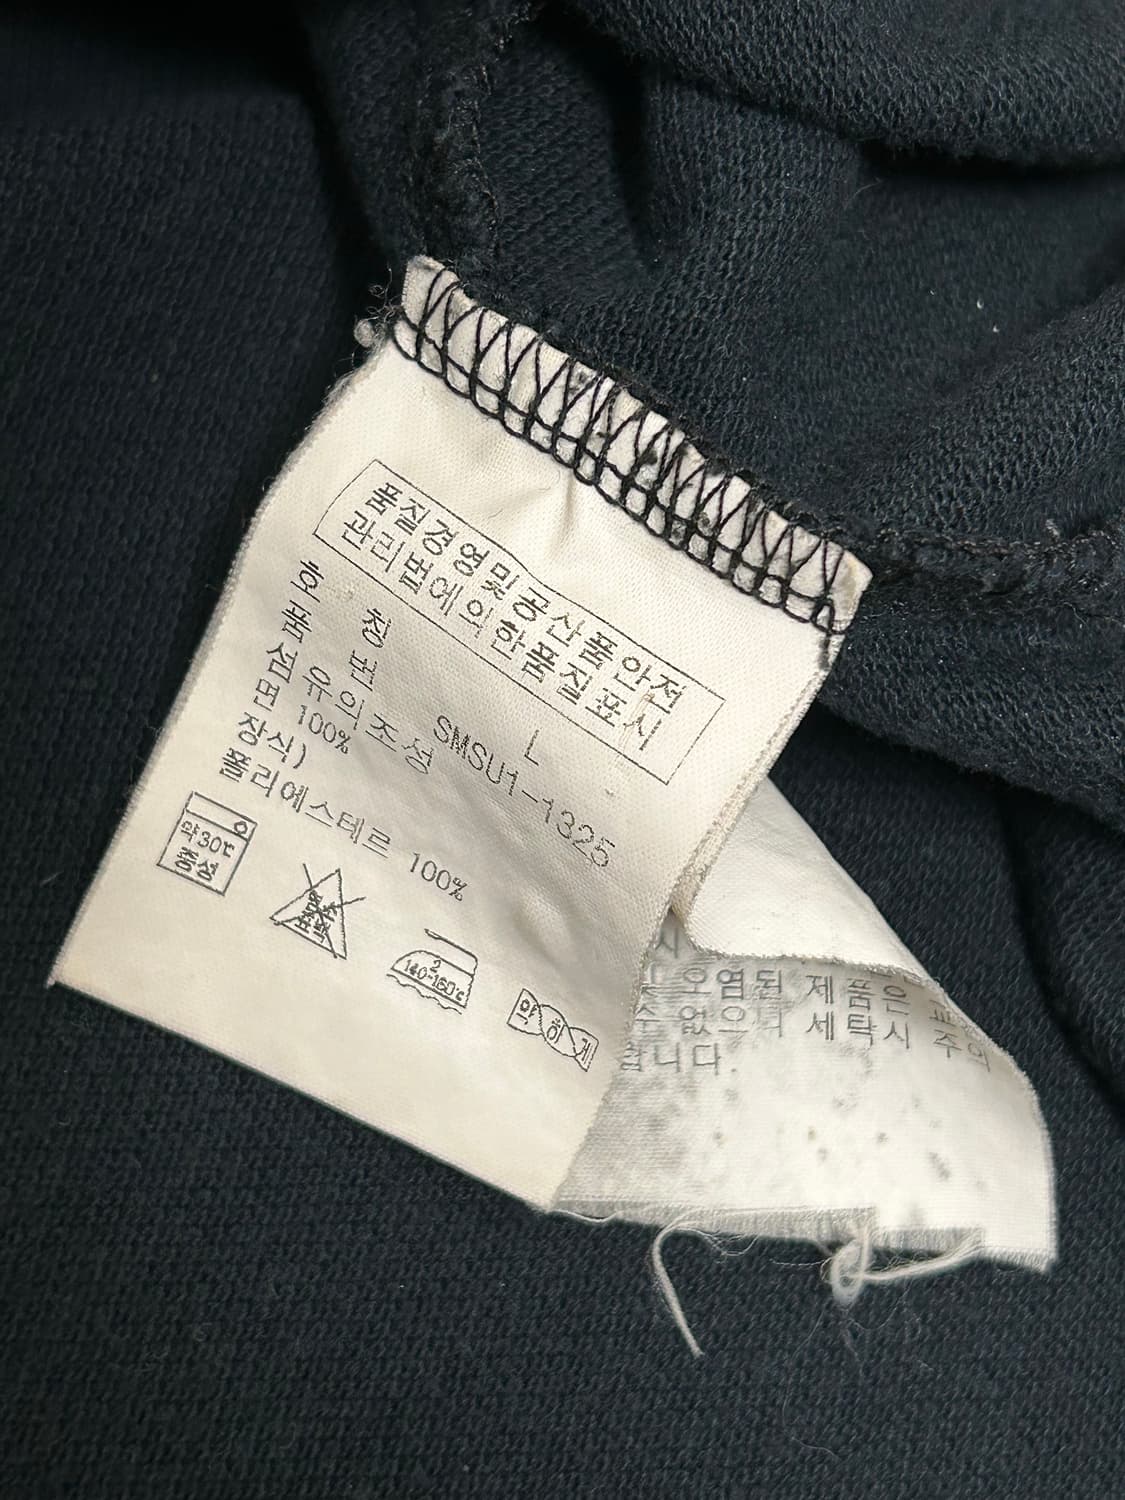 품질경영및공산품안전
관리법에의한품질표시
호 칭 L
품 번 SMSU1-1325
섬유의조성
면 100%
장식)
폴리에스테르 100%
약30℃
중성
2
140~160℃
약 하 게
오염된 제품은
없으니 세탁시 주의
니다.